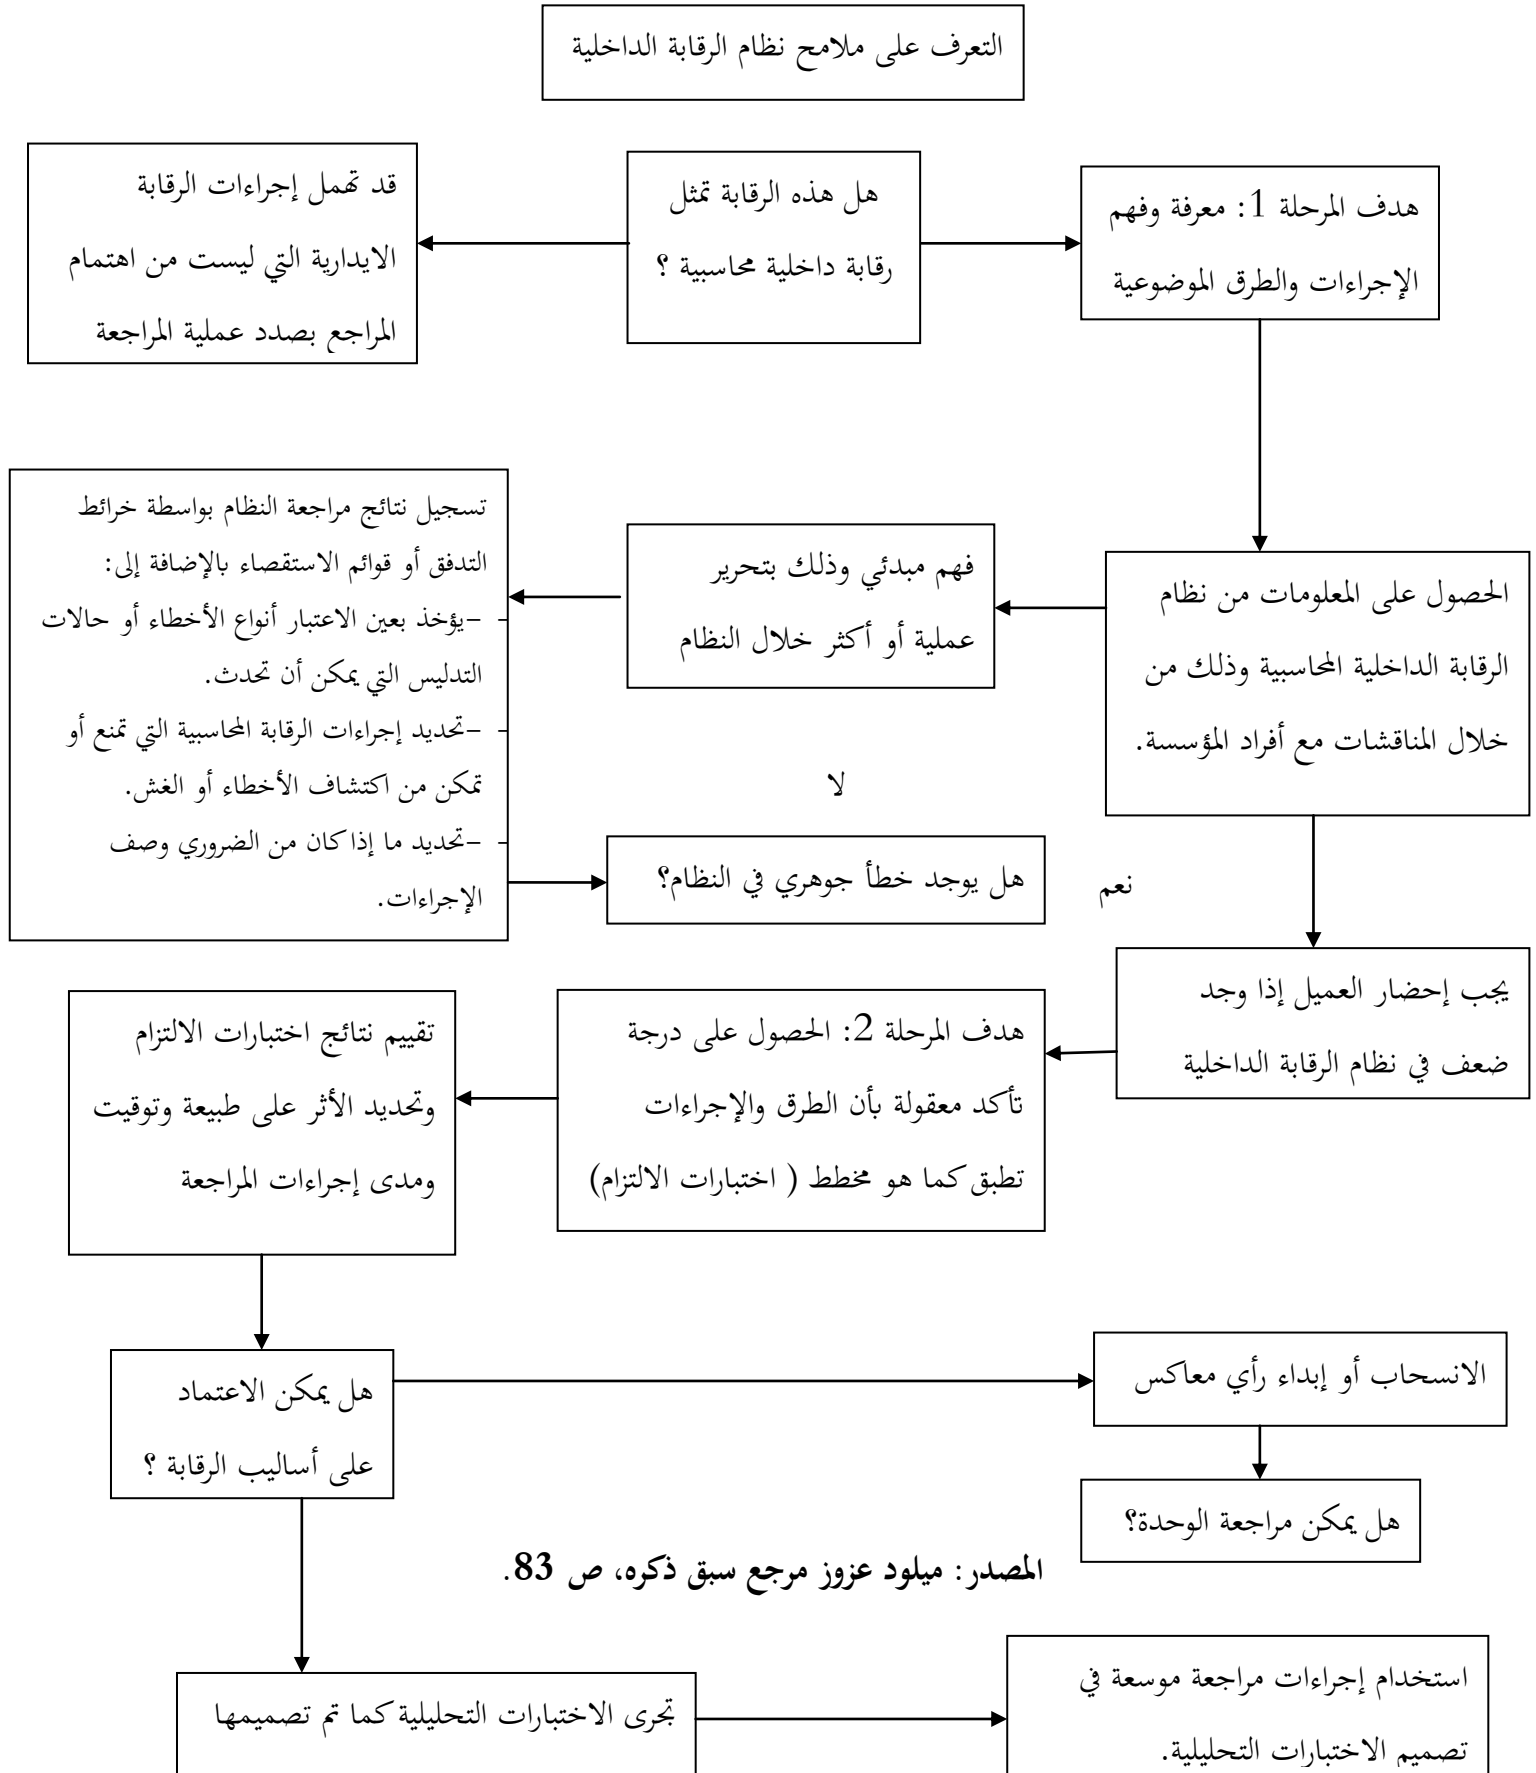 التعرف على ملامح نظام الرقابة الداخلية
هدف المرحلة 1: معرفة وفهم
الإجراءات والطرق الموضوعية
هل هذه الرقابة تمثل
رقابة داخلية محاسبية ؟
قد تهمل إجراءات الرقابة
الايدارية التي ليست من اهتمام
المراجع بصدد عملية المراجعة
الحصول على المعلومات من نظام
الرقابة الداخلية المحاسبية وذلك من
خلال المناقشات مع أفراد المؤسسة.
فهم مبدئي وذلك بتحرير
عملية أو أكثر خلال النظام
تسجيل نتائج مراجعة النظام بواسطة خرائط
التدفق أو قوائم الاستقصاء بالإضافة إلى:
- -يؤخذ بعين الاعتبار أنواع الأخطاء أو حالات
التدليس التي يمكن أن تحدث.
- -تحديد إجراءات الرقابة المحاسبية التي تمنع أو
تمكن من اكتشاف الأخطاء أو الغش.
- -تحديد ما إذا كان من الضروري وصف
الإجراءات.
لا
هل يوجد خطأ جوهري في النظام؟
نعم
يجب إحضار العميل إذا وجد
ضعف في نظام الرقابة الداخلية
هدف المرحلة 2: الحصول على درجة
تأكد معقولة بأن الطرق والإجراءات
تطبق كما هو مخطط ( اختبارات الالتزام)
تقييم نتائج اختبارات الالتزام
وتحديد الأثر على طبيعة وتوقيت
ومدى إجراءات المراجعة
الانسحاب أو إبداء رأي معاكس
هل يمكن الاعتماد
على أساليب الرقابة ؟
هل يمكن مراجعة الوحدة؟
المصدر: ميلود عزوز مرجع سبق ذكره، ص 83.
استخدام إجراءات مراجعة موسعة في
تصميم الاختبارات التحليلية.
تجرى الاختبارات التحليلية كما تم تصميمها